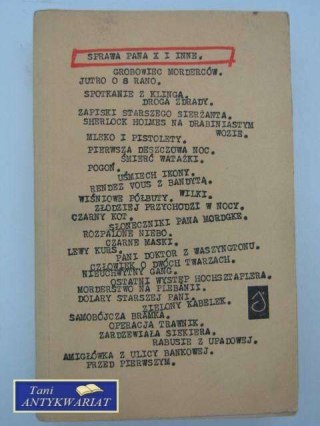 SPRAWA PANA X I INNE.
GROBOWIEC MORDERCÓW.
JUTRO O 8 RANO.
SPOTKANIE Z KLINGĄ.
DROGA ZDRADY.
ZAPISKI STARSZEGO SIERŻANTA.
SHERLOCK HOLMES NA DRABINIASTYM
WOZIE.
MLEKO I PISTOLETY.
PIERWSZA DESZCZOWA NOC.
ŚMIERĆ WATAŻKI.
POGOŃ.
UŚMIECH IKONY.
RENDEZ VOUS Z BANDYTĄ.
WILKI.
WIŚNIOWE PÓŁBUTY.
ZŁODZIEJ PRZYCHODZI W NOCY.
CZARNY KOT.
SŁONECZNIKI PANA MORDGKE.
ROZPALONE NIEBO.
CZARNE MASKI.
LEWY KURS.
PANI DOKTOR Z WASZYNGTONU.
CZŁOWIEK O DWÓCH TWARZACH.
NIEUCHWYTNY GANG.
OSTATNI WYSTĘP HOCHSZTAPLERA.
MORDERSTWO NA PLEBANII.
DOLARY STARSZEJ PANI.
ZIELONY KABELEK.
SAMOBÓJCZA BRAMKA.
OPERACJA TRAWNIK.
ZARDZEWIAŁA SIEKIERA.
RABUSIE Z UPADOWEJ.
AMIGŁÓWKA Z ULICY BANKOWEJ.
PRZED PIERWSZYM.
Tani
ANTYKWARIAT